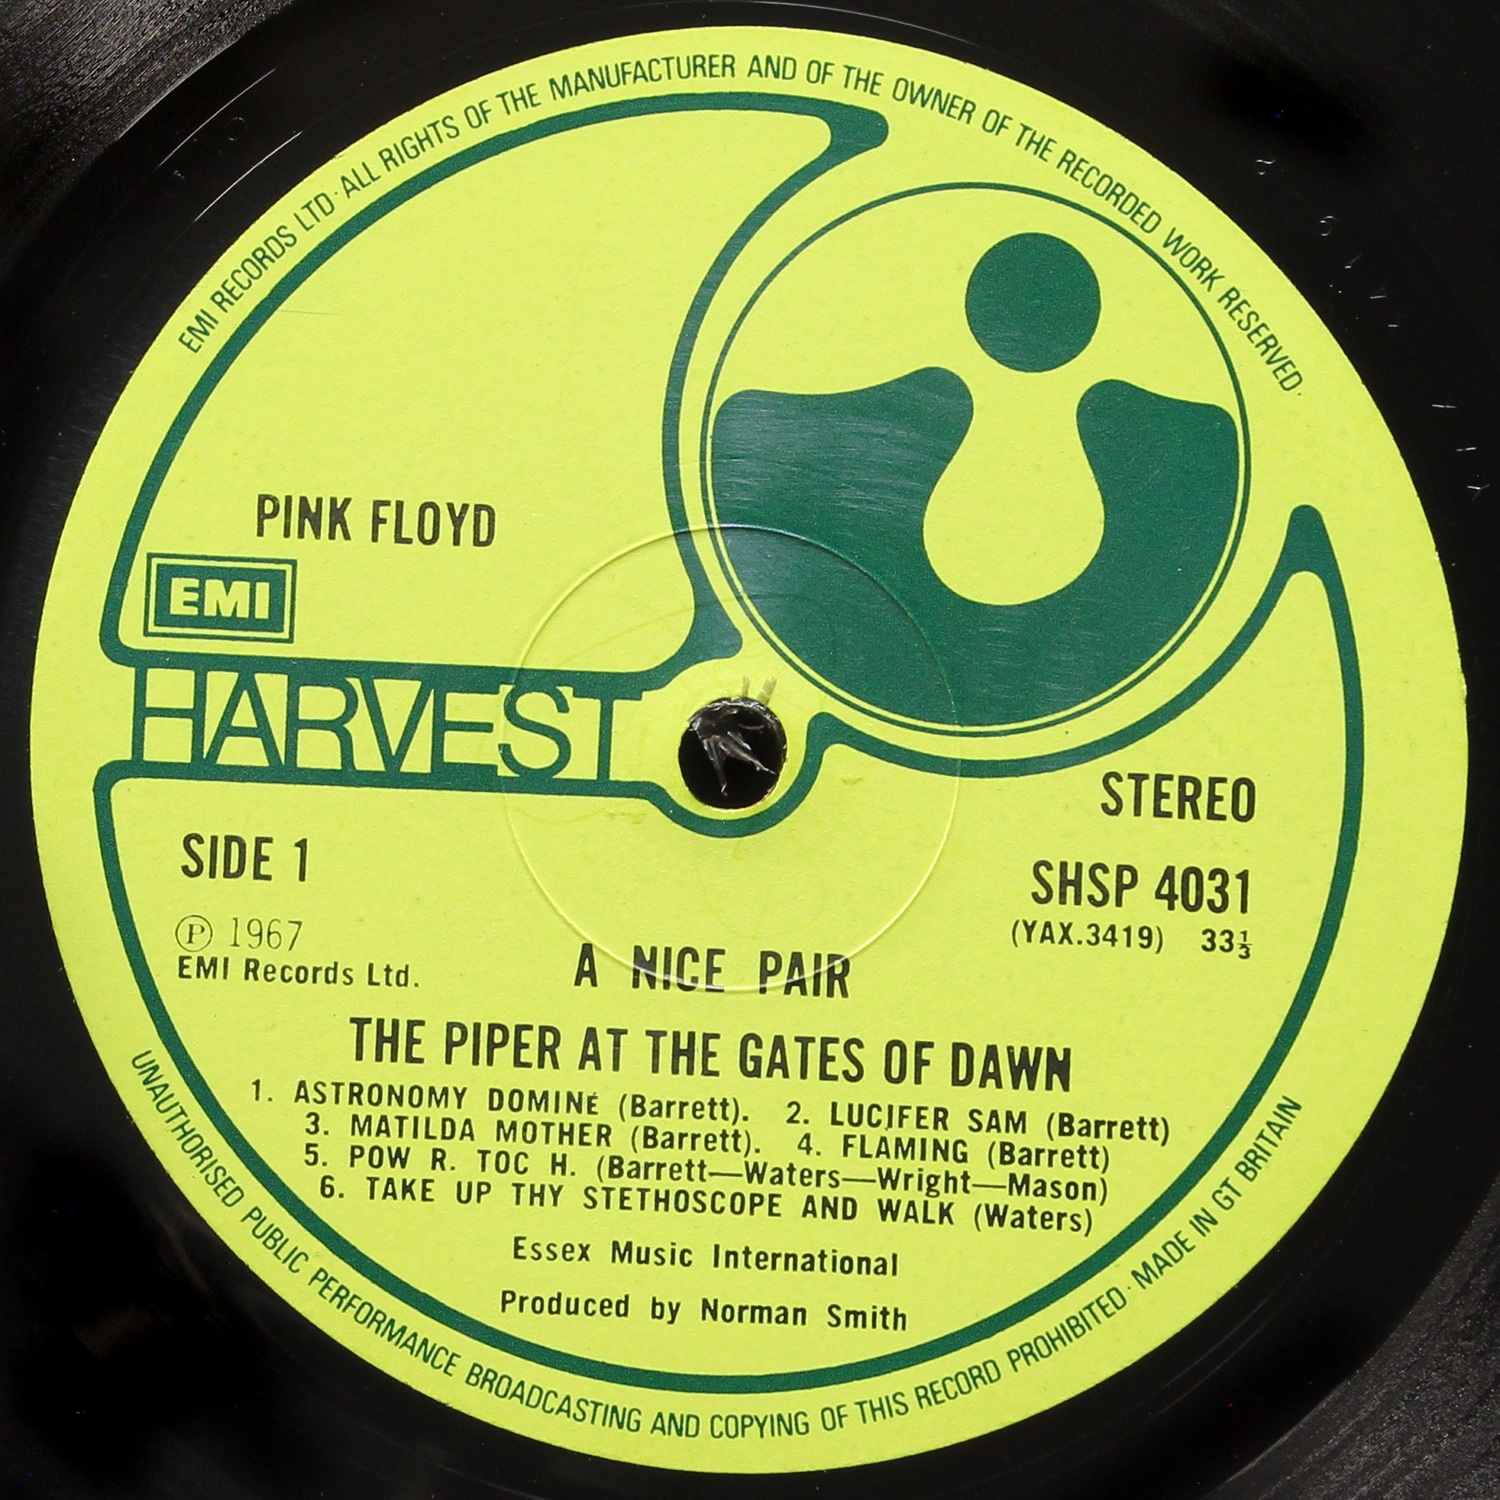 EMI RECORDS LTD · ALL RIGHTS OF THE MANUFACTURER AND OF THE OWNER OF THE RECORDED WORK RESERVED ·
PINK FLOYD
EMI
HARVEST
STEREO
SIDE 1
SHSP 4031
Ⓟ 1967
(YAX.3419) 33⅓
EMI Records Ltd.
A NICE PAIR
THE PIPER AT THE GATES OF DAWN
1. ASTRONOMY DOMINÉ (Barrett). 2. LUCIFER SAM (Barrett)
3. MATILDA MOTHER (Barrett). 4. FLAMING (Barrett)
5. POW R. TOC H. (Barrett—Waters—Wright—Mason)
6. TAKE UP THY STETHOSCOPE AND WALK (Waters)
Essex Music International
Produced by Norman Smith
UNAUTHORISED PUBLIC PERFORMANCE BROADCASTING AND COPYING OF THIS RECORD PROHIBITED · MADE IN GT BRITAIN